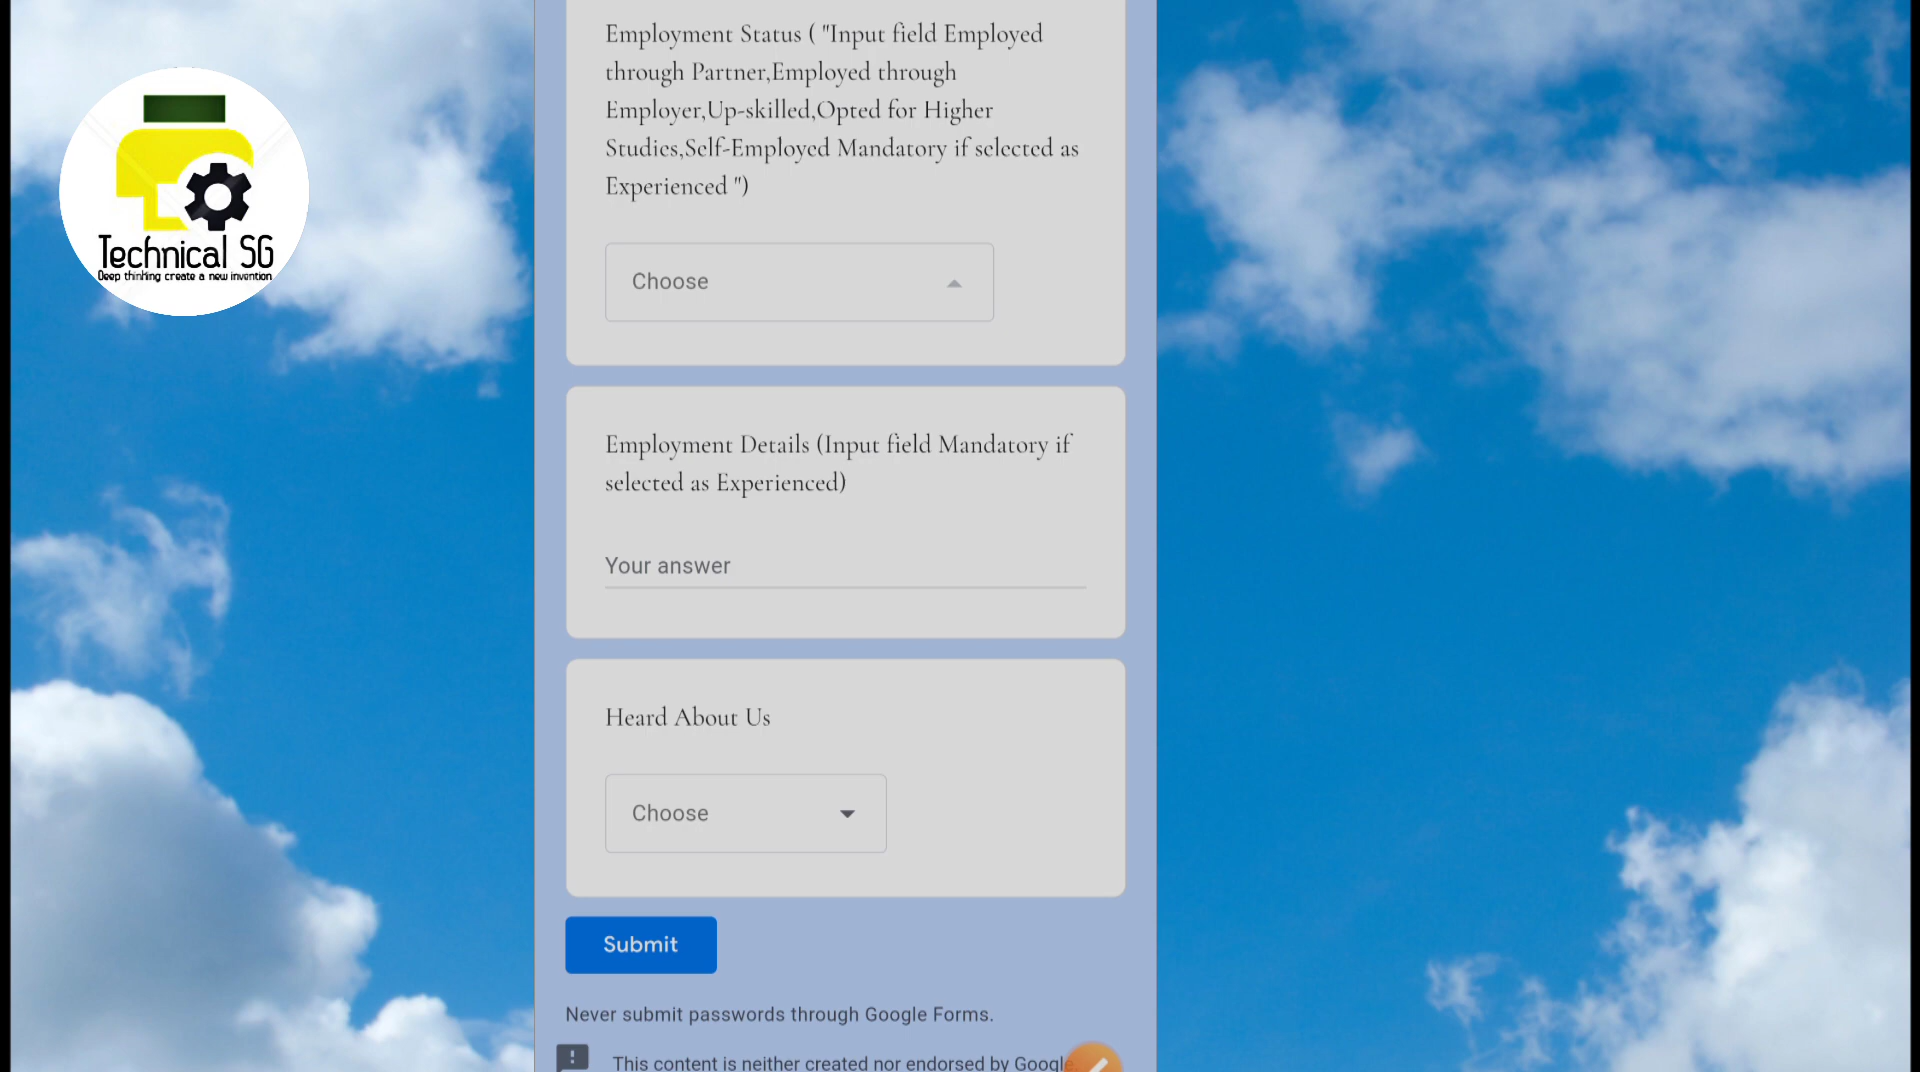 Technical SG
Deep thinking create a new invention
Employment Status ( "Input field Employed
through Partner,Employed through
Employer,Up-skilled,Opted for Higher
Studies,Self-Employed Mandatory if selected as
Experienced ")
Choose
Employment Details (Input field Mandatory if
selected as Experienced)
Your answer
Heard About Us
Choose
Submit
Never submit passwords through Google Forms.
This content is neither created nor endorsed by Google.